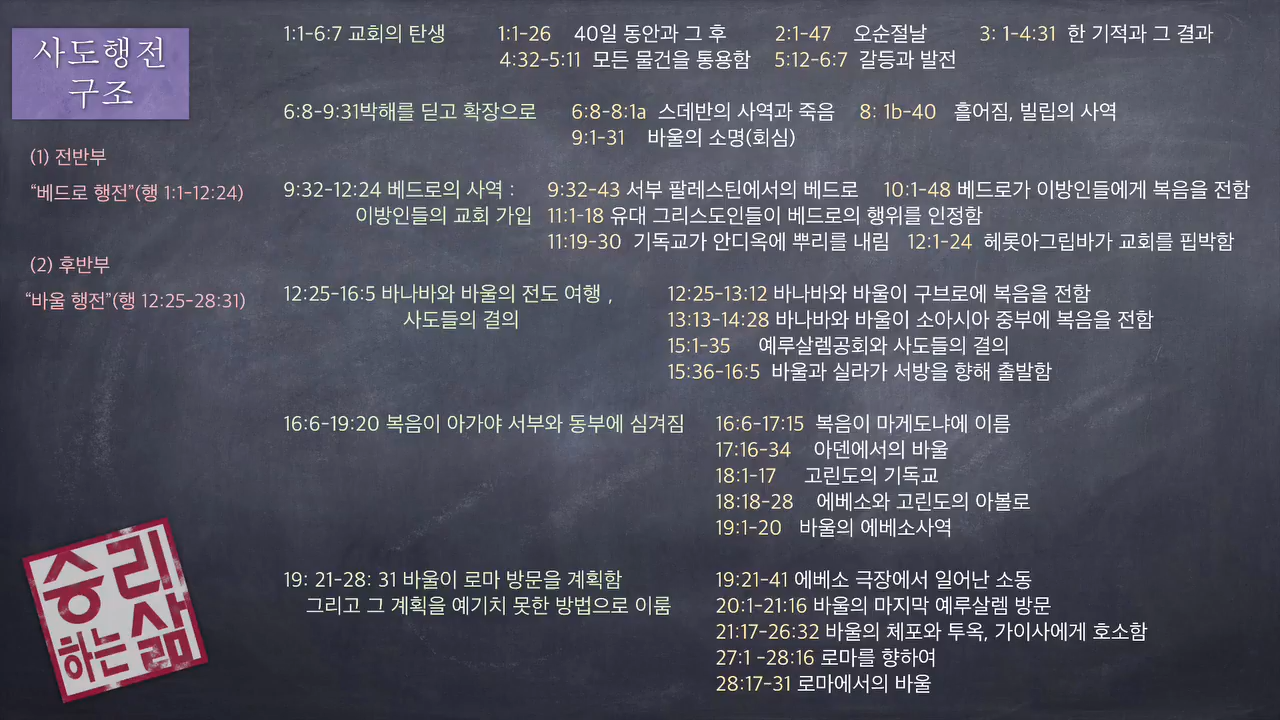 사도행전
구조
(1) 전반부
“베드로 행전”(행 1:1-12:24)
(2) 후반부
“바울 행전”(행 12:25-28:31)
1:1-6:7 교회의 탄생 1:1-26 40일 동안과 그 후 2:1-47 오순절날 3: 1-4:31 한 기적과 그 결과
4:32-5:11 모든 물건을 통용함 5:12-6:7 갈등과 발전
6:8-9:31박해를 딛고 확장으로 6:8-8:1a 스데반의 사역과 죽음 8: 1b-40 흩어짐, 빌립의 사역
9:1-31 바울의 소명(회심)
9:32-12:24 베드로의 사역 : 9:32-43 서부 팔레스틴에서의 베드로 10:1-48 베드로가 이방인들에게 복음을 전함
이방인들의 교회 가입 11:1-18 유대 그리스도인들이 베드로의 행위를 인정함
11:19-30 기독교가 안디옥에 뿌리를 내림 12:1-24 헤롯아그립바가 교회를 핍박함
12:25-16:5 바나바와 바울의 전도 여행 , 12:25-13:12 바나바와 바울이 구브로에 복음을 전함
사도들의 결의 13:13-14:28 바나바와 바울이 소아시아 중부에 복음을 전함
15:1-35 예루살렘공회와 사도들의 결의
15:36-16:5 바울과 실라가 서방을 향해 출발함
16:6-19:20 복음이 아가야 서부와 동부에 심겨짐 16:6-17:15 복음이 마게도냐에 이름
17:16-34 아덴에서의 바울
18:1-17 고린도의 기독교
18:18-28 에베소와 고린도의 아볼로
19:1-20 바울의 에베소사역
19: 21-28: 31 바울이 로마 방문을 계획함 19:21-41 에베소 극장에서 일어난 소동
그리고 그 계획을 예기치 못한 방법으로 이룸 20:1-21:16 바울의 마지막 예루살렘 방문
21:17-26:32 바울의 체포와 투옥, 가이사에게 호소함
27:1 -28:16 로마를 향하여
28:17-31 로마에서의 바울
승리
하는 삶